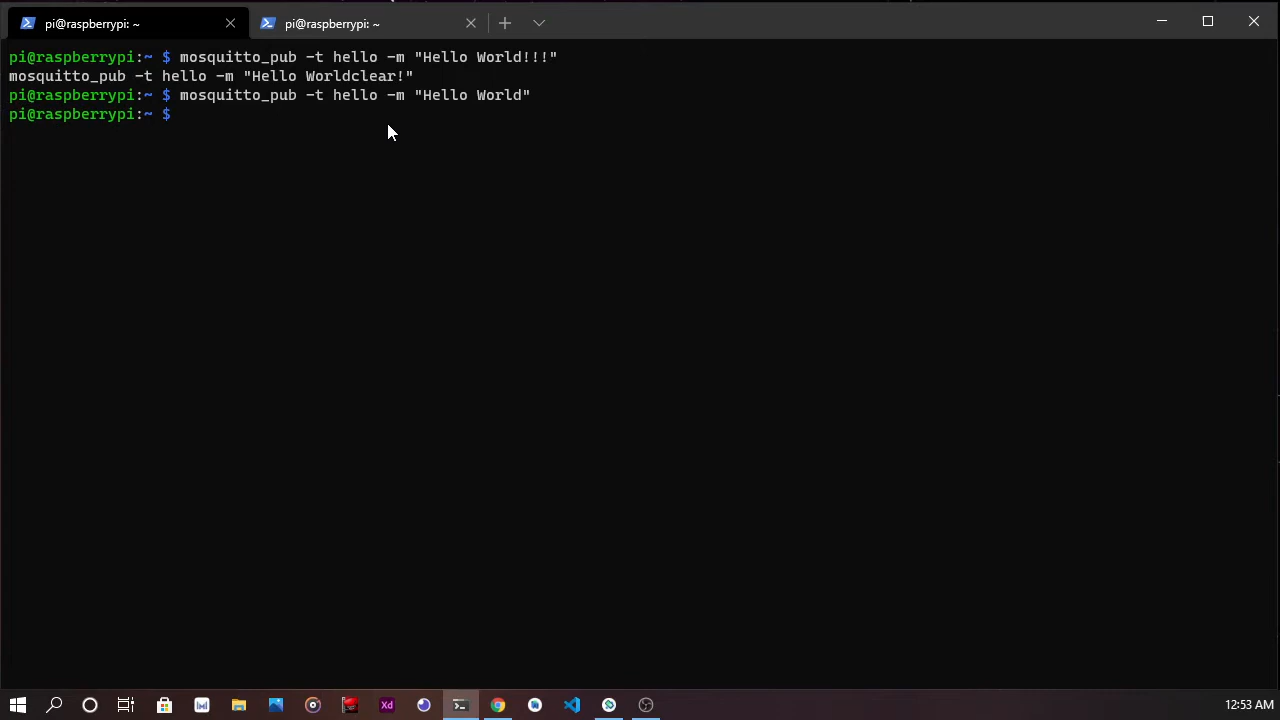 pi@raspberrypi: ~
pi@raspberrypi: ~
pi@raspberrypi:~ $ mosquitto_pub -t hello -m "Hello World!!!"
mosquitto_pub -t hello -m "Hello Worldclear!"
pi@raspberrypi:~ $ mosquitto_pub -t hello -m "Hello World"
pi@raspberrypi:~ $
Xd
12:53 AM